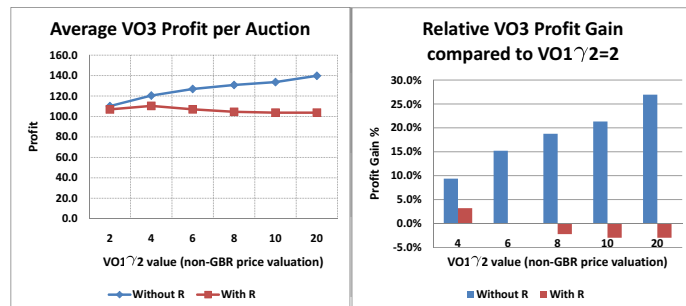 Average VO3 Profit per Auction
160.0
140.0
120.0
100.0
80.0
60.0
40.0
20.0
0.0
Profit
2 4 6 8 10 20
VO1γ2 value (non-GBR price valuation)
Without R With R
Relative VO3 Profit Gain
compared to VO1γ2=2
30.0%
25.0%
20.0%
15.0%
10.0%
5.0%
0.0%
-5.0%
Profit Gain %
4 6 8 10 20
VO1γ2 value (non-GBR price valuation)
Without R With R